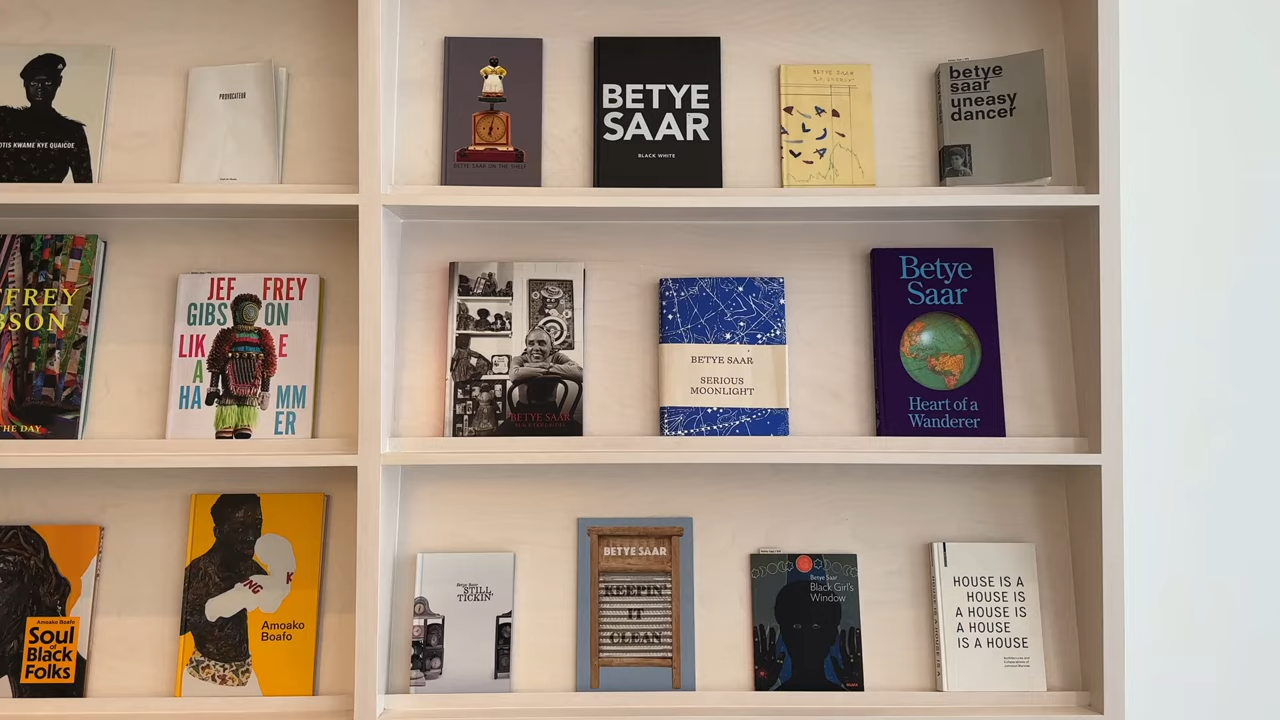 OTIS KWAME KYE QUAICOE
PROVOCATEUR
BETYE SAAR ON THE SHELF
BETYE
SAAR
BLACK WHITE
BETYE SAAR
betye
saar
uneasy
dancer
FFREY
BSON
THE DAY
JEF FREY
GIBS ON
LIK E
A
HA MM
ER
BETYE SAAR
BETYE SAAR
SERIOUS
MOONLIGHT
Betye
Saar
Heart of a
Wanderer
Amoako Boafo
Soul
of
Black
Folks
NG
K
Amoako
Boafo
Betye Saar
STILL
TICKIN'
BETYE SAAR
KEEPIN'
IT
CLEAN
Betye Saar
Black Girl's
Window
HOUSE IS A
HOUSE IS
A HOUSE IS
A HOUSE
IS A HOUSE